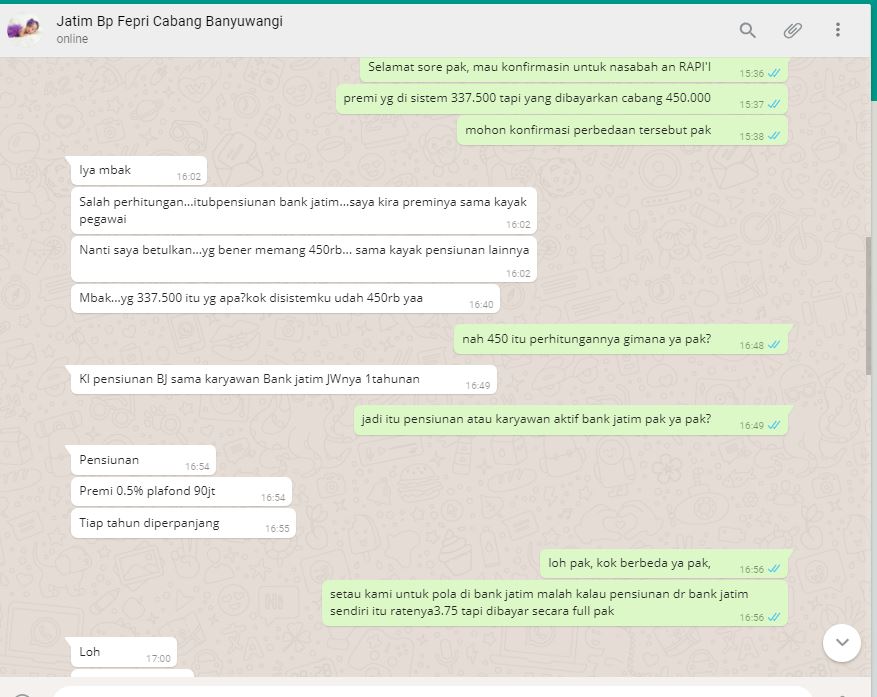 Jatim Bp Fepri Cabang Banyuwangi
online
Selamat sore pak, mau konfirmasin untuk nasabah an RAPI'I
15:36
premi yg di sistem 337.500 tapi yang dibayarkan cabang 450.000
15:37
mohon konfirmasi perbedaan tersebut pak
15:38
Iya mbak
16:02
Salah perhitungan...itubpensiunan bank jatim...saya kira preminya sama kayak
pegawai
16:02
Nanti saya betulkan...yg bener memang 450rb... sama kayak pensiunan lainnya
16:02
Mbak...yg 337.500 itu yg apa?kok disistemku udah 450rb yaa
16:40
nah 450 itu perhitungannya gimana ya pak?
16:48
Kl pensiunan BJ sama karyawan Bank jatim JWnya 1tahunan
16:49
jadi itu pensiunan atau karyawan aktif bank jatim pak ya pak?
16:49
Pensiunan
16:54
Premi 0.5% plafond 90jt
16:54
Tiap tahun diperpanjang
16:55
loh pak, kok berbeda ya pak,
16:56
setau kami untuk pola di bank jatim malah kalau pensiunan dr bank jatim
sendiri itu ratenya3.75 tapi dibayar secara full pak
16:56
Loh
17:00